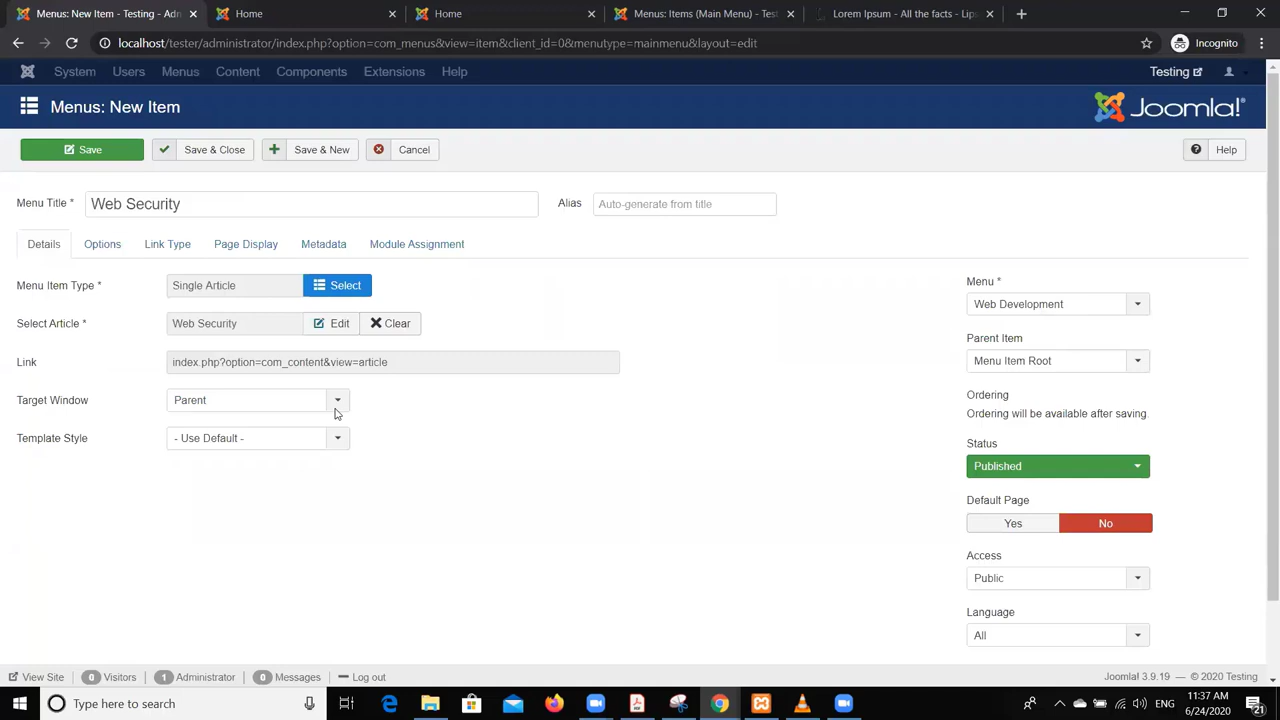 Menus: New Item - Testing - Adm
Home
Home
Menus: Items (Main Menu) - Test
Lorem Ipsum - All the facts - Lips
localhost/tester/administrator/index.php?option=com_menus&view=item&client_id=0&menutype=mainmenu&layout=edit
Incognito
System Users Menus Content Components Extensions Help
Testing
Menus: New Item
Joomla!®
Save
Save & Close
Save & New
Cancel
Help
Menu Title * Web Security
Alias Auto-generate from title
Details Options Link Type Page Display Metadata Module Assignment
Menu Item Type * Single Article Select
Select Article * Web Security Edit Clear
Link index.php?option=com_content&view=article
Target Window Parent
Template Style - Use Default -
Menu *
Web Development
Parent Item
Menu Item Root
Ordering
Ordering will be available after saving.
Status
Published
Default Page
Yes No
Access
Public
Language
All
View Site 0 Visitors 1 Administrator 0 Messages Log out
Joomla! 3.9.19 — © 2020 Testing
Type here to search
ENG
11:37 AM
6/24/2020
21